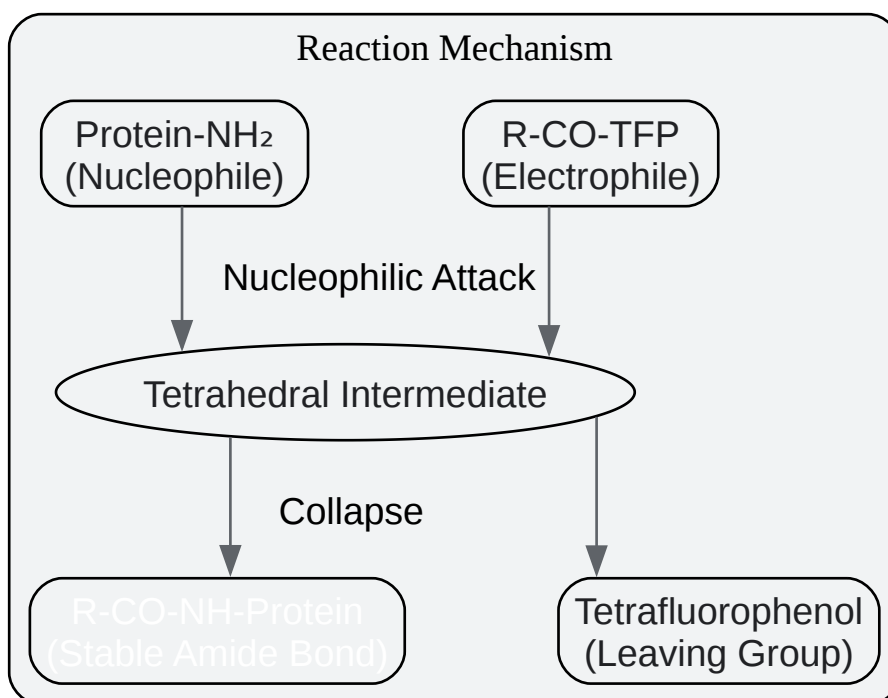 Reaction Mechanism
Protein-NH₂
(Nucleophile)
R-CO-TFP
(Electrophile)
Nucleophilic Attack
Tetrahedral Intermediate
Collapse
R-CO-NH-Protein
(Stable Amide Bond)
Tetrafluorophenol
(Leaving Group)